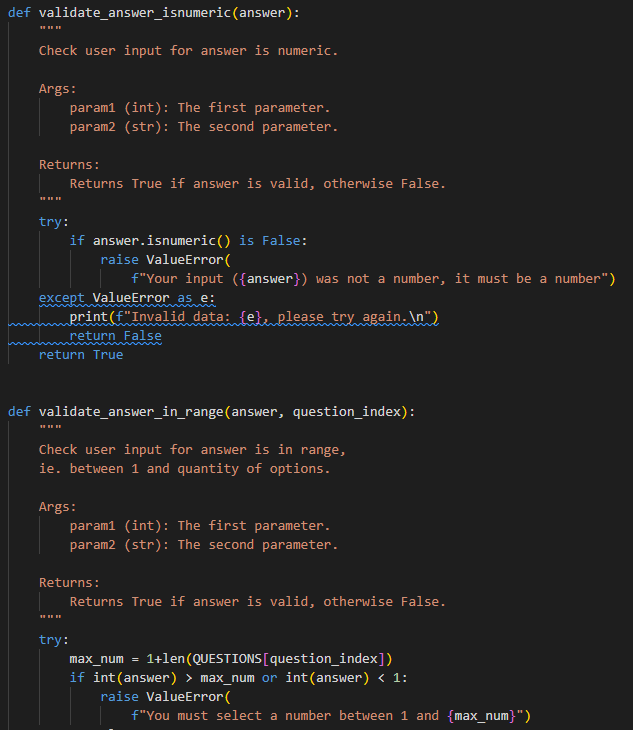 def validate_answer_isnumeric(answer):
"""
Check user input for answer is numeric.
Args:
param1 (int): The first parameter.
param2 (str): The second parameter.
Returns:
Returns True if answer is valid, otherwise False.
"""
try:
if answer.isnumeric() is False:
raise ValueError(
f"Your input ({answer}) was not a number, it must be a number")
except ValueError as e:
print(f"Invalid data: {e}, please try again.\n")
return False
return True
def validate_answer_in_range(answer, question_index):
"""
Check user input for answer is in range,
ie. between 1 and quantity of options.
Args:
param1 (int): The first parameter.
param2 (str): The second parameter.
Returns:
Returns True if answer is valid, otherwise False.
"""
try:
max_num = 1+len(QUESTIONS[question_index])
if int(answer) > max_num or int(answer) < 1:
raise ValueError(
f"You must select a number between 1 and {max_num}")